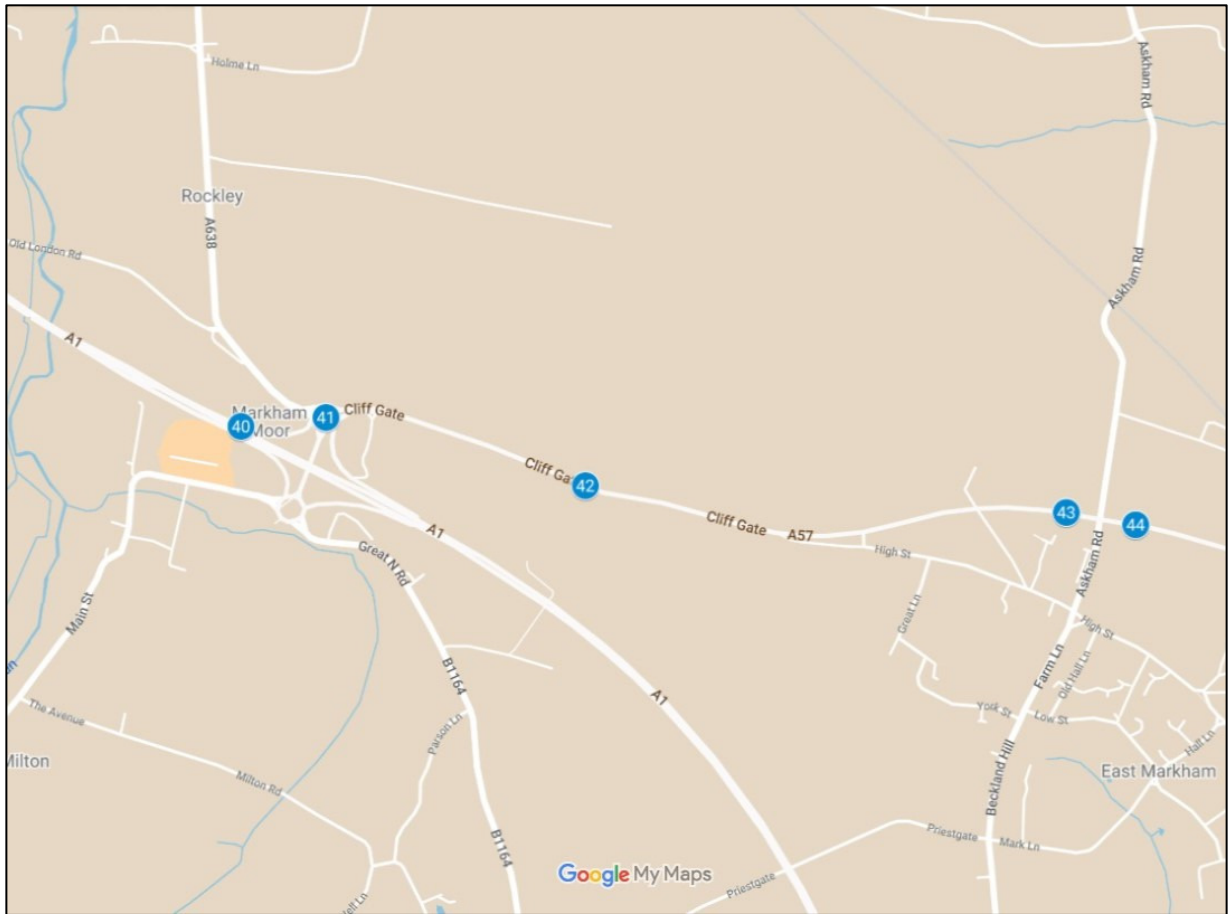 Holme Ln
Askham Rd
Rockley
A638
Old London Rd
Askham Rd
A1
Markham
Moor
40
41
Cliff Gate
Cliff Ga
42
Cliff Gate
A57
43
44
High St
A1
Great N Rd
Askham Rd
Great Ln
Main St
High St
Old Hall Ln
Farm Ln
B1164
A1
The Avenue
Parson Ln
York St
Low St
Hall Ln
Milton
Milton Rd
Beckland Hill
East Markham
B1164
Priestgate
Mark Ln
Google My Maps
Priestgate